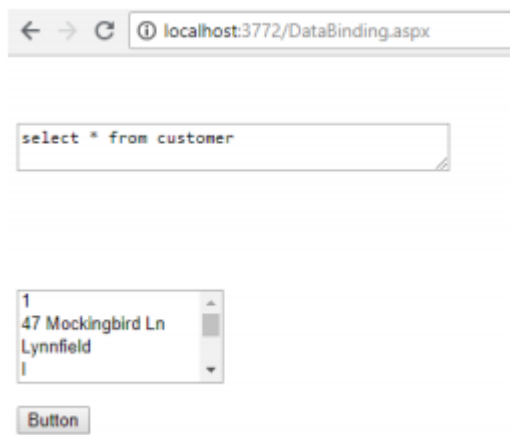 localhost:3772/DataBinding.aspx
select * from customer
1
47 Mockingbird Ln
Lynnfield
Button